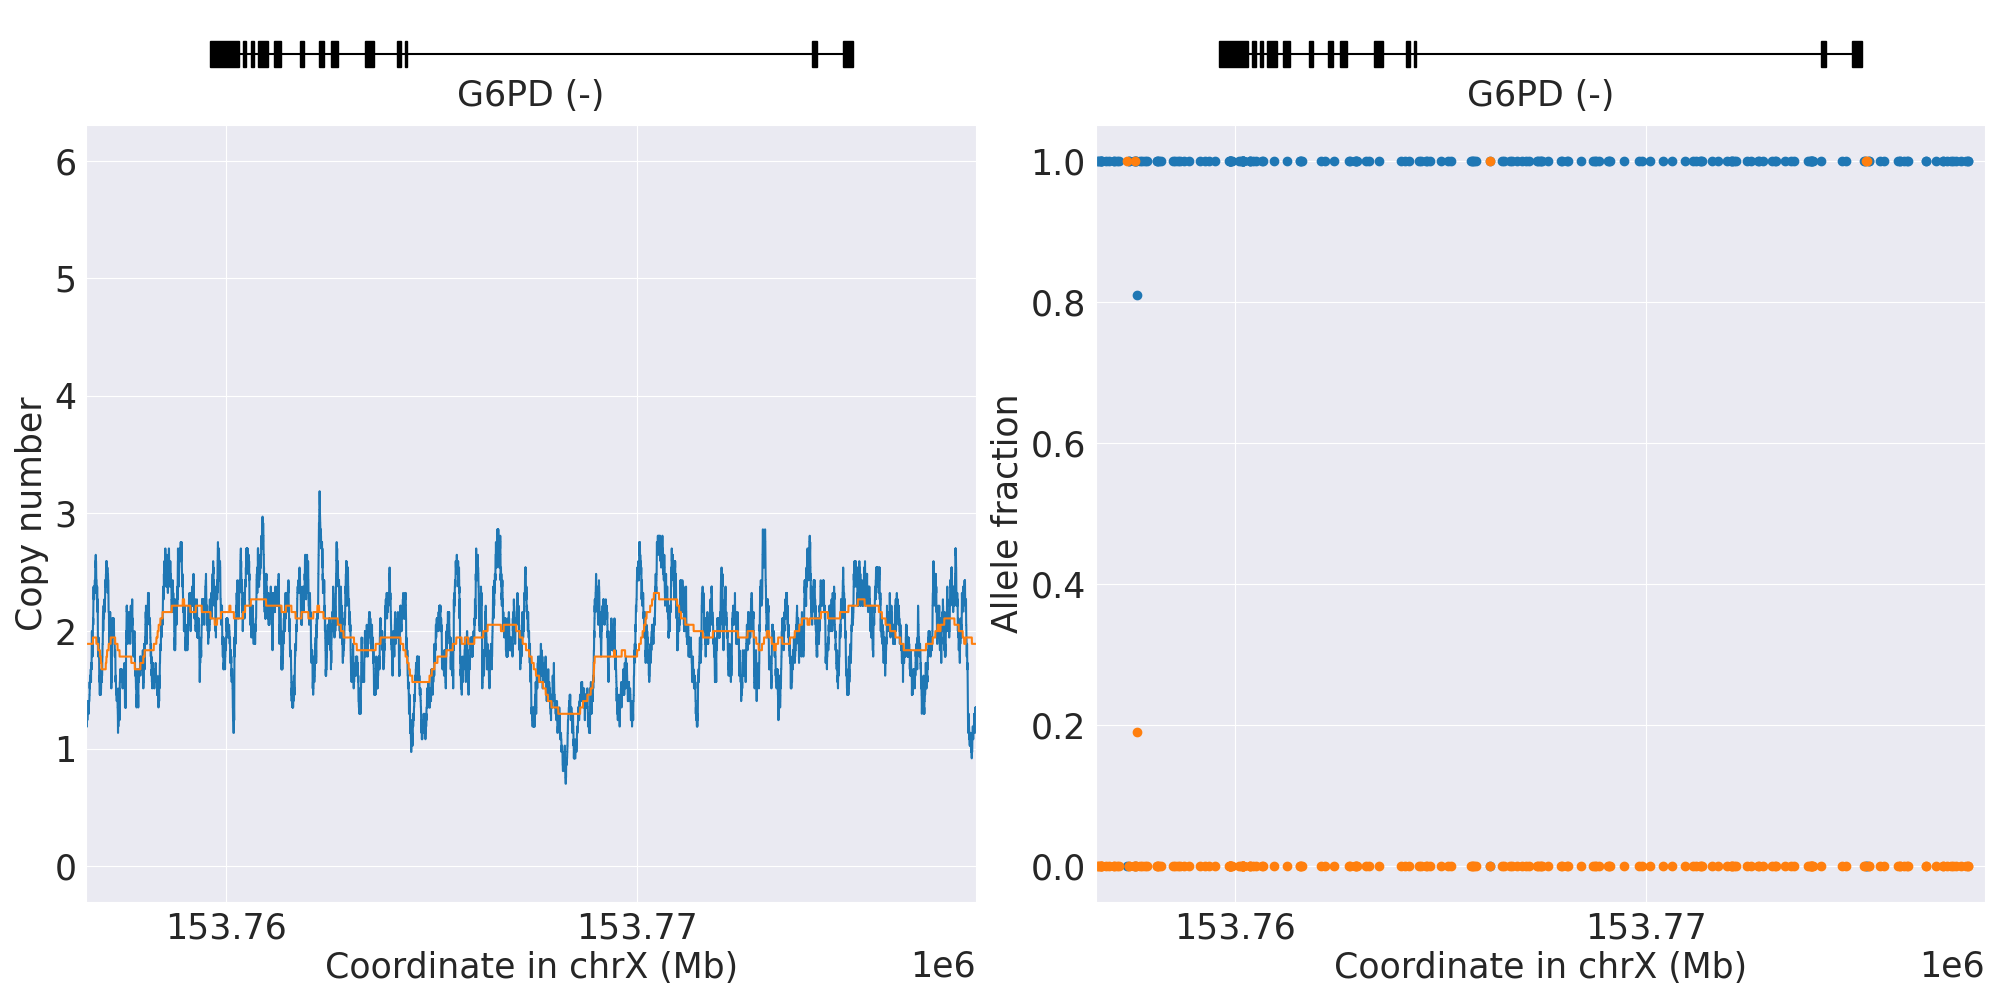 G6PD (-)
6
5
4
3
2
1
0
Copy number
153.76
153.77
Coordinate in chrX (Mb)
1e6
G6PD (-)
1.0
0.8
0.6
0.4
0.2
0.0
Allele fraction
153.76
153.77
Coordinate in chrX (Mb)
1e6